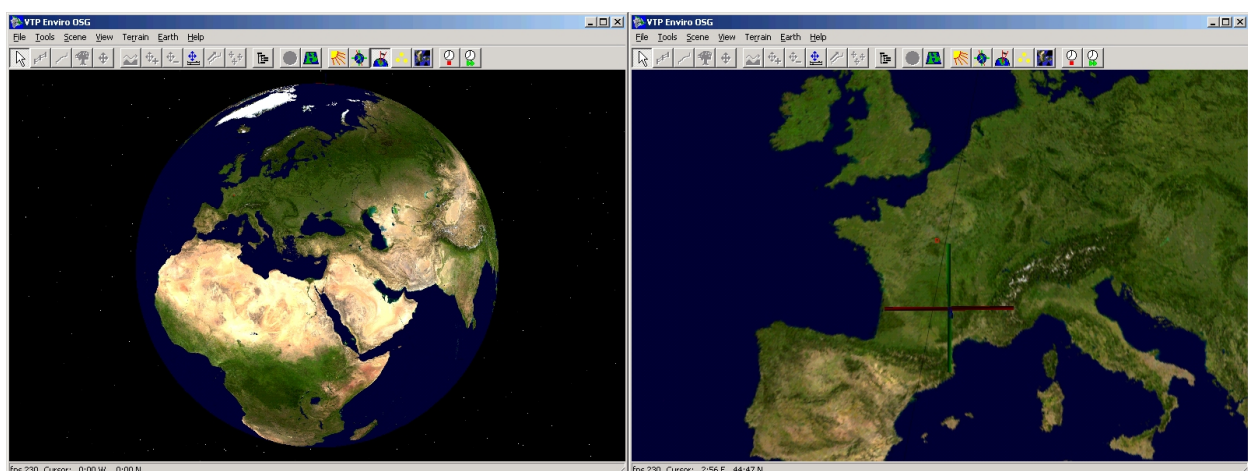 VTP Enviro OSG
File Tools Scene View Terrain Earth Help
fps 230, Cursor: 0:00 W, 0:00 N
VTP Enviro OSG
File Tools Scene View Terrain Earth Help
fps 230, Cursor: 2:56 E, 44:47 N